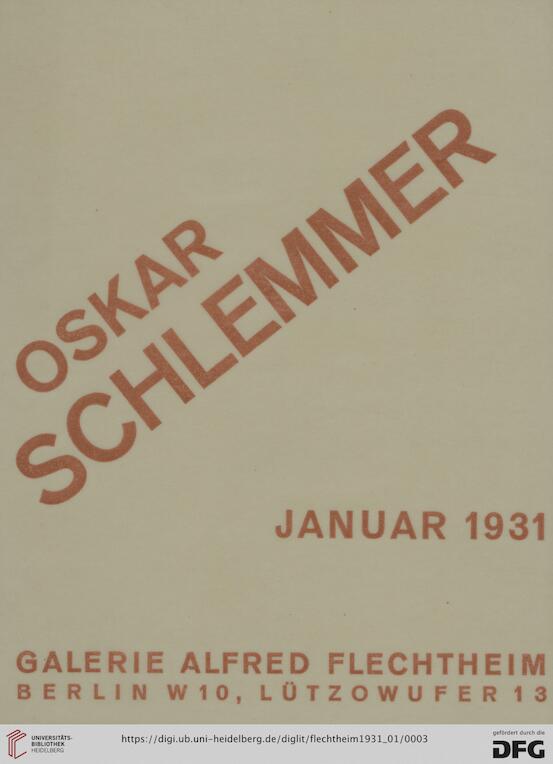 OSKAR
SCHLEMMER
JANUAR 1931
GALERIE ALFRED FLECHTHEIM
BERLIN W10, LÜTZOWUFER 13
UNIVERSITÄTS-
BIBLIOTHEK
HEIDELBERG
https://digi.ub.uni-heidelberg.de/diglit/flechtheim1931_01/0003
gefördert durch die
DFG